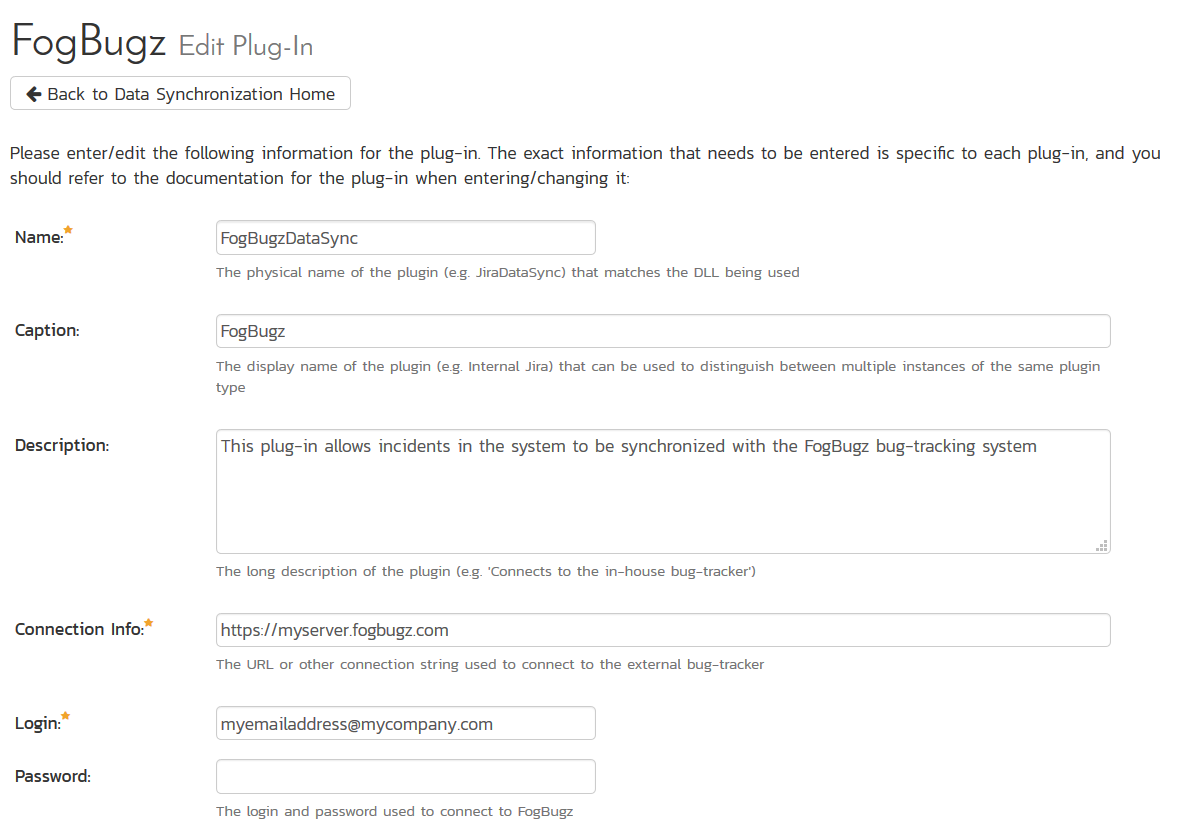 FogBugz Edit Plug-In
Back to Data Synchronization Home
Please enter/edit the following information for the plug-in. The exact information that needs to be entered is specific to each plug-in, and you
should refer to the documentation for the plug-in when entering/changing it:
Name:*
FogBugzDataSync
The physical name of the plugin (e.g. JiraDataSync) that matches the DLL being used
Caption:
FogBugz
The display name of the plugin (e.g. Internal Jira) that can be used to distinguish between multiple instances of the same plugin
type
Description:
This plug-in allows incidents in the system to be synchronized with the FogBugz bug-tracking system
The long description of the plugin (e.g. 'Connects to the in-house bug-tracker')
Connection Info:*
https://myserver.fogbugz.com
The URL or other connection string used to connect to the external bug-tracker
Login:*
myemailaddress@mycompany.com
Password:
The login and password used to connect to FogBugz